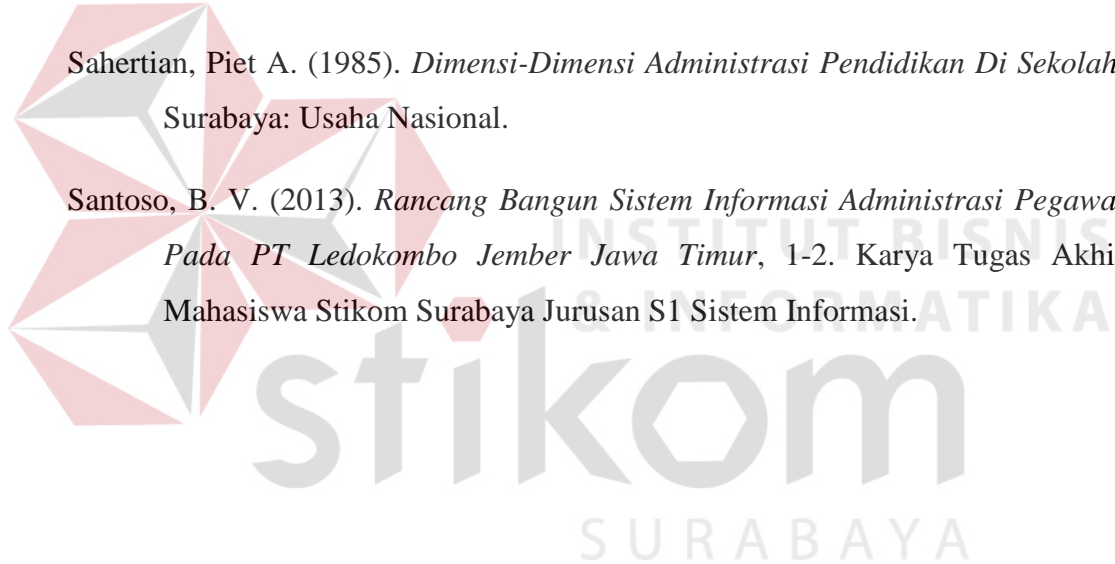 Sahertian, Piet A. (1985). Dimensi-Dimensi Administrasi Pendidikan Di Sekolah
Surabaya: Usaha Nasional.
Santoso, B. V. (2013). Rancang Bangun Sistem Informasi Administrasi Pegawa
Pada PT Ledokombo Jember Jawa Timur, 1-2. Karya Tugas Akhi
Mahasiswa Stikom Surabaya Jurusan S1 Sistem Informasi.
INSTITUT BISNIS
& INFORMATIKA
stikom
SURABAYA